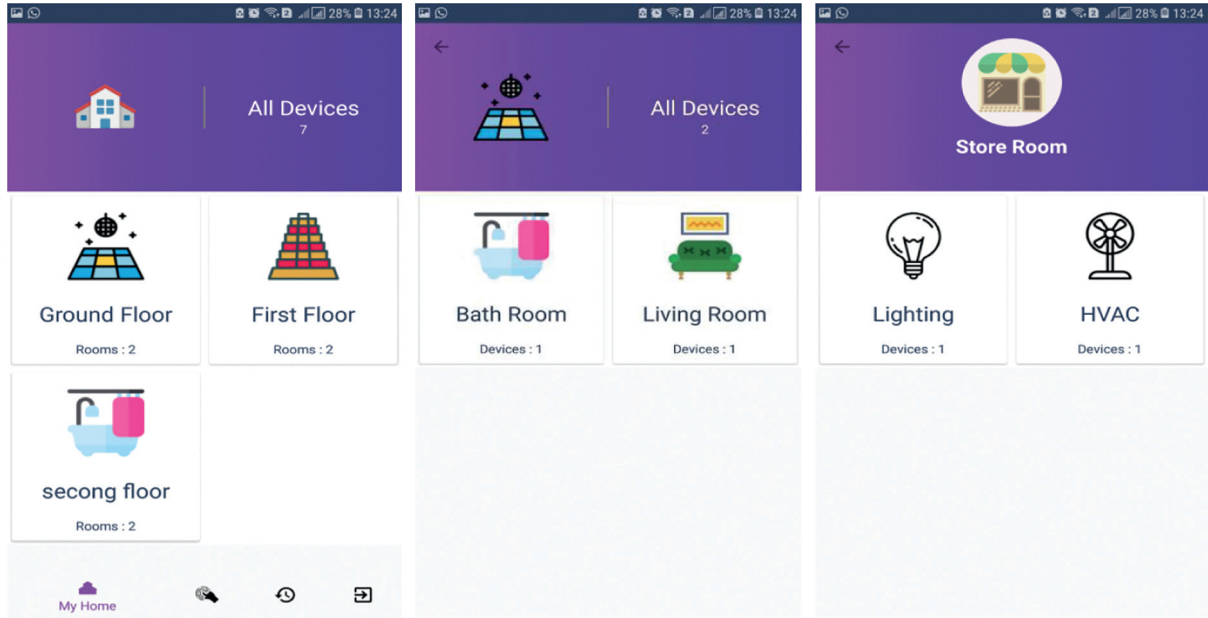 28% 13:24
All Devices
7
Ground Floor
Rooms : 2
First Floor
Rooms : 2
secong floor
Rooms : 2
My Home
28% 13:24
All Devices
2
Bath Room
Devices : 1
Living Room
Devices : 1
28% 13:24
Store Room
Lighting
Devices : 1
HVAC
Devices : 1